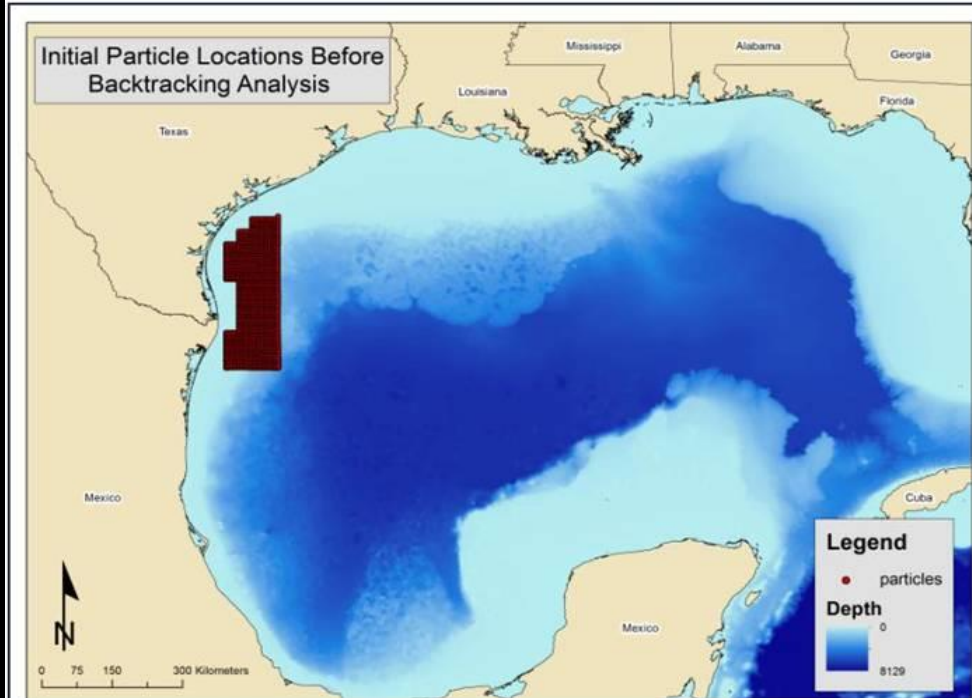 Initial Particle Locations Before
Backtracking Analysis
Mississippi
Alabama
Georgia
Louisiana
Florida
Texas
Mexico
Cuba
Mexico
Legend
particles
Depth
0
8129
N
0 75 150 300 Kilometers